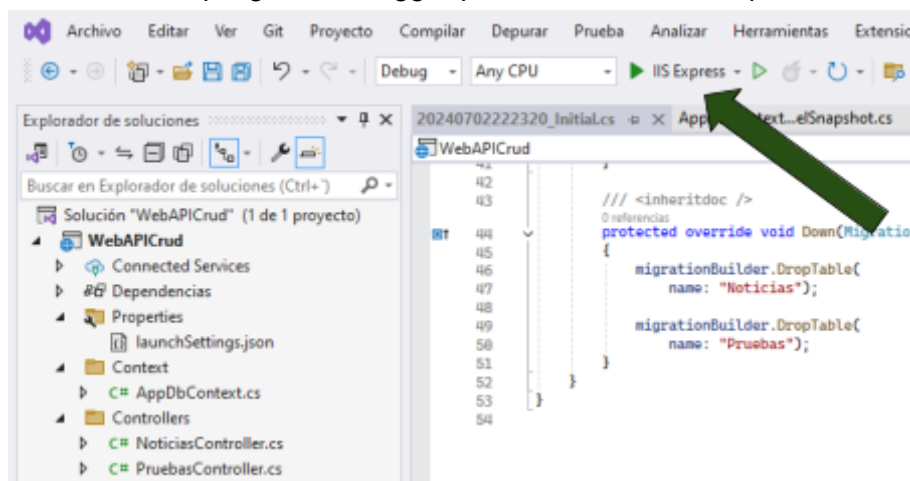 Archivo Editar Ver Git Proyecto Compilar Depurar Prueba Analizar Herramientas
Debug Any CPU IIS Express
Explorador de soluciones
20240702222320_Initial.cs elSnapshot.cs
WebAPICrud
Buscar en Explorador de soluciones (Ctrl+´)
Solución "WebAPICrud" (1 de 1 proyecto)
WebAPICrud
Connected Services
Dependencias
Properties
launchSettings.json
Context
C# AppDbContext.cs
Controllers
C# NoticiasController.cs
C# PruebasController.cs
41
42
43 /// <inheritdoc />
0 referencias
44 protected override void Down(
45 {
46 migrationBuilder.DropTable(
47 name: "Noticias");
48
49 migrationBuilder.DropTable(
50 name: "Pruebas");
51 }
52 }
53 }
54